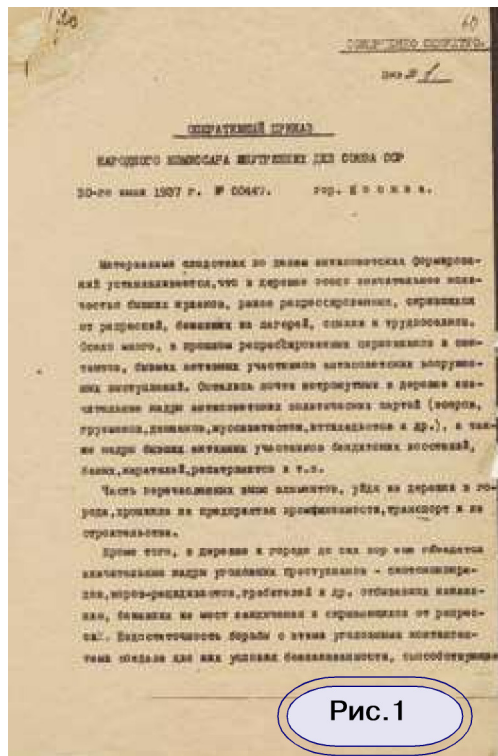 60
СОВЕРШЕННО СЕКРЕТНО.
Экз № 1
ОПЕРАТИВНЫЙ ПРИКАЗ
НАРОДНОГО КОМИССАРА ВНУТРЕННИХ ДЕЛ СОЮЗА ССР
30-го июля 1937 г. № 00447. гор. М о с к в а.
Материалами следствия по делам антисоветских формирова-
ний устанавливается,что в деревне осело значительное коли-
чество бывших кулаков, ранее репрессированных, скрывшихся
от репрессий, бежавших из лагерей, ссылки и трудпоселков.
Осело много, в прошлом репрессированных церковников и сек-
тантов, бывших активных участников антисоветских вооружен-
ных выступлений. Остались почти нетронутыми в деревне зна-
чительные кадры антисоветских политических партий (эсеров,
грузмеков,дашнаков,муссаватистов,иттихадистов и др.), а так-
же кадры бывших активных участников бандитских восстаний,
белых,карателей,репатриантов и т.п.
Часть перечисленных выше элементов, уйдя из деревни в го-
рода,проникла на предприятия промышленности,транспорт и на
строительства.
Кроме того, в деревне и городе до сих пор еще гнездятся
значительные кадры уголовных преступников - скотоконокра-
дов,воров-рецидивистов,грабителей и др. отбывавших наказа-
ние, бежавших из мест заключения и скрывающихся от репрес-
сий. Недостаточность борьбы с этими уголовными контингел-
тами создала для них условия безнаказанности, способствующие
Рис.1